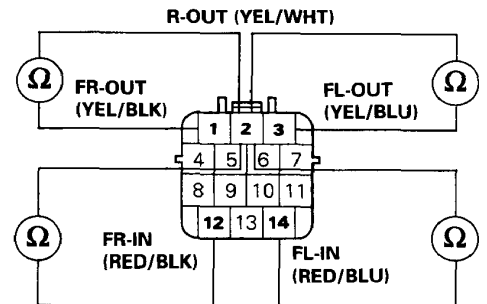 R-OUT (YEL/WHT)
Ω
FR-OUT
(YEL/BLK)
FL-OUT
(YEL/BLU)
Ω
1 2 3
4 5 6 7
8 9 10 11
12 13 14
Ω
FR-IN
(RED/BLK)
FL-IN
(RED/BLU)
Ω